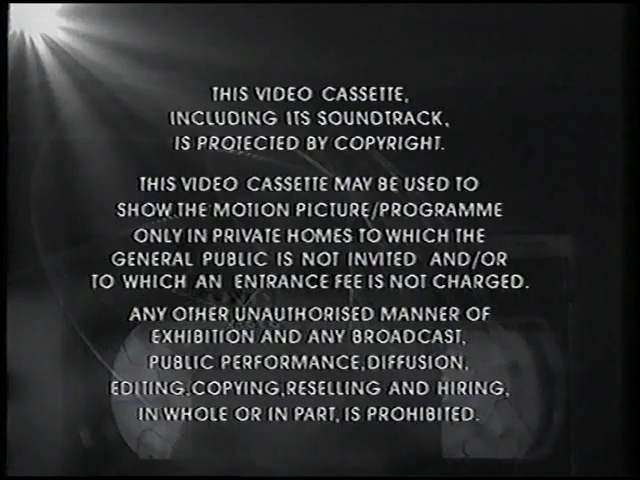 THIS VIDEO CASSETTE,
INCLUDING ITS SOUNDTRACK,
IS PROTECTED BY COPYRIGHT.
THIS VIDEO CASSETTE MAY BE USED TO
SHOW THE MOTION PICTURE/PROGRAMME
ONLY IN PRIVATE HOMES TO WHICH THE
GENERAL PUBLIC IS NOT INVITED AND/OR
TO WHICH AN ENTRANCE FEE IS NOT CHARGED.
ANY OTHER UNAUTHORISED MANNER OF
EXHIBITION AND ANY BROADCAST,
PUBLIC PERFORMANCE,DIFFUSION,
EDITING,COPYING,RESELLING AND HIRING,
IN WHOLE OR IN PART, IS PROHIBITED.